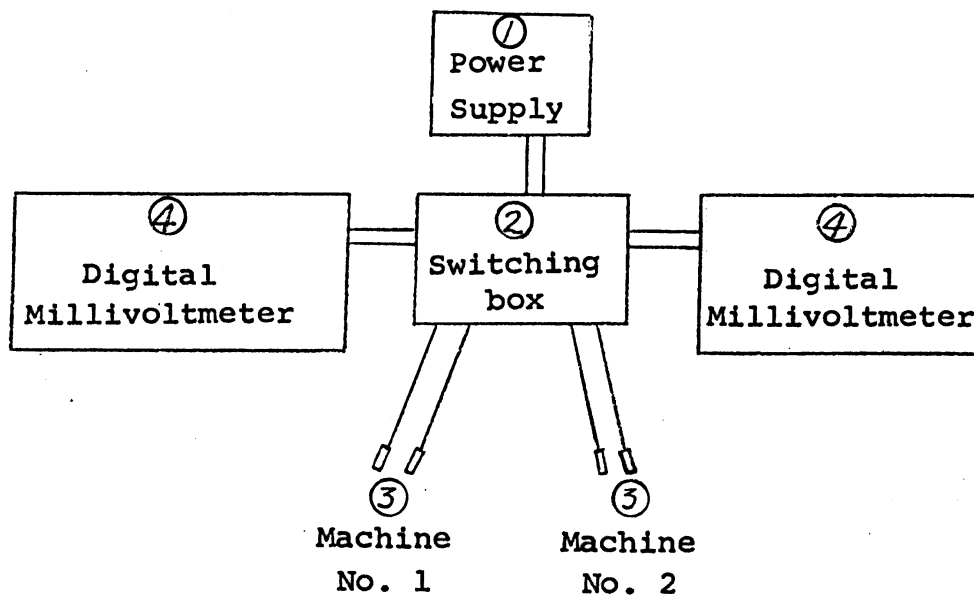 ①
Power
Supply
④
Digital
Millivoltmeter
②
Switching
box
④
Digital
Millivoltmeter
③
Machine
No. 1
③
Machine
No. 2